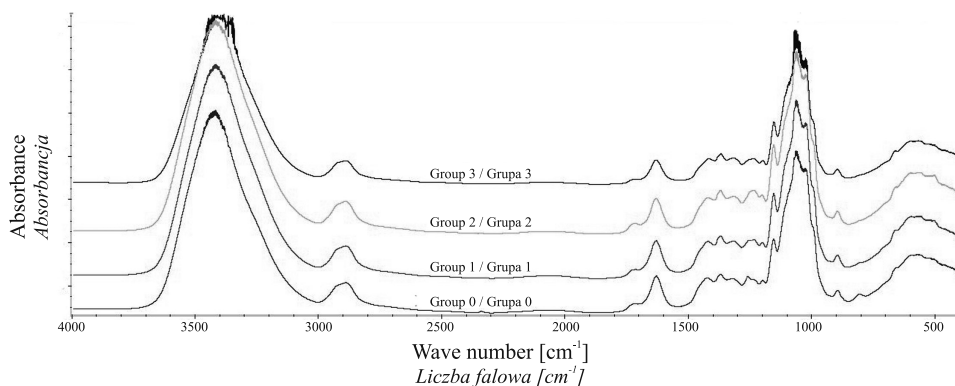 Absorbance
Absorbancja
Group 3 / Grupa 3
Group 2 / Grupa 2
Group 1 / Grupa 1
Group 0 / Grupa 0
4000 3500 3000 2500 2000 1500 1000 500
Wave number [cm⁻¹]
Liczba falowa [cm⁻¹]